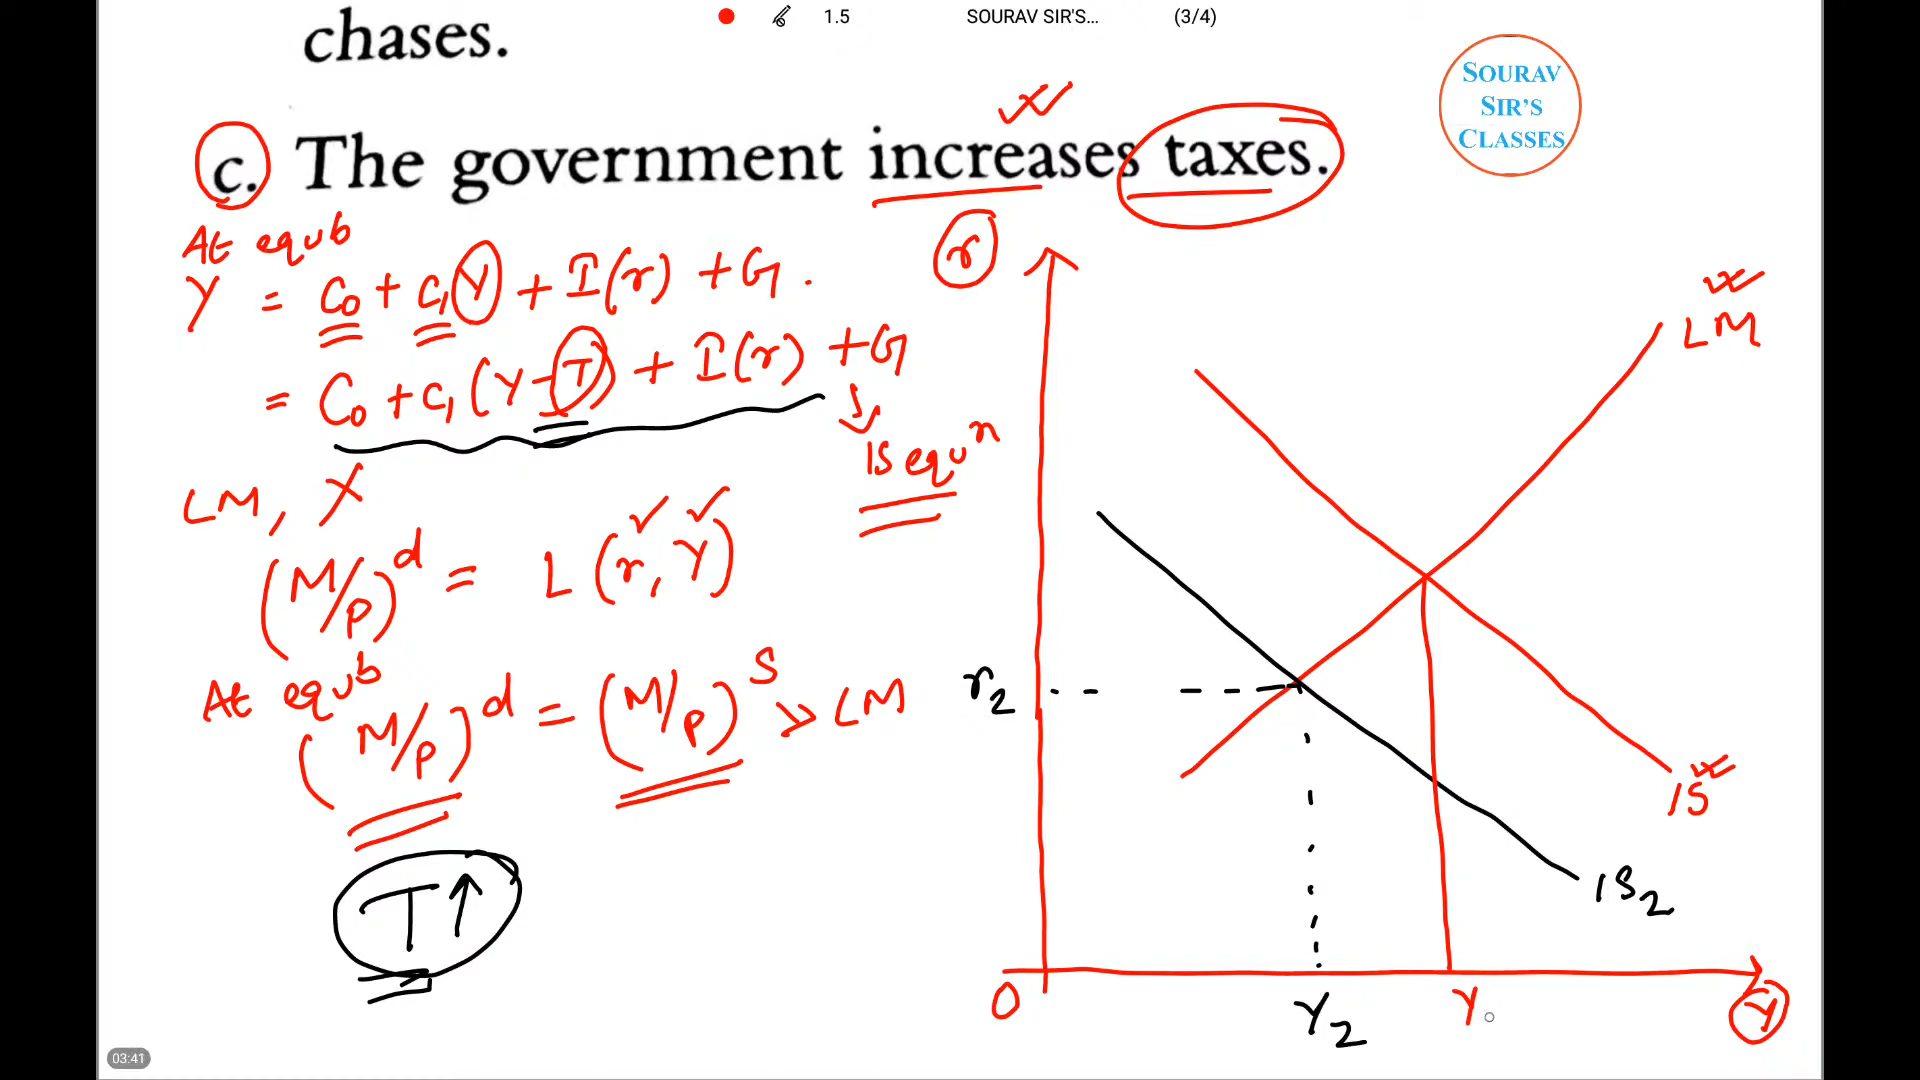 chases.
1.5 SOURAV SIR'S... (3/4)
SOURAV
SIR'S
CLASSES
c. The government increases taxes.
At equb
Y = C0 + C1 Y + I(r) + G.
= C0 + C1 (Y - T) + I(r) + G
IS equn
LM,
(M/P)^d = L (r, Y)
At equb
(M/P)^d = (M/P)^s > LM
T↑
r
LM
r2
IS
IS2
O
Y2
Y
Y
03:41